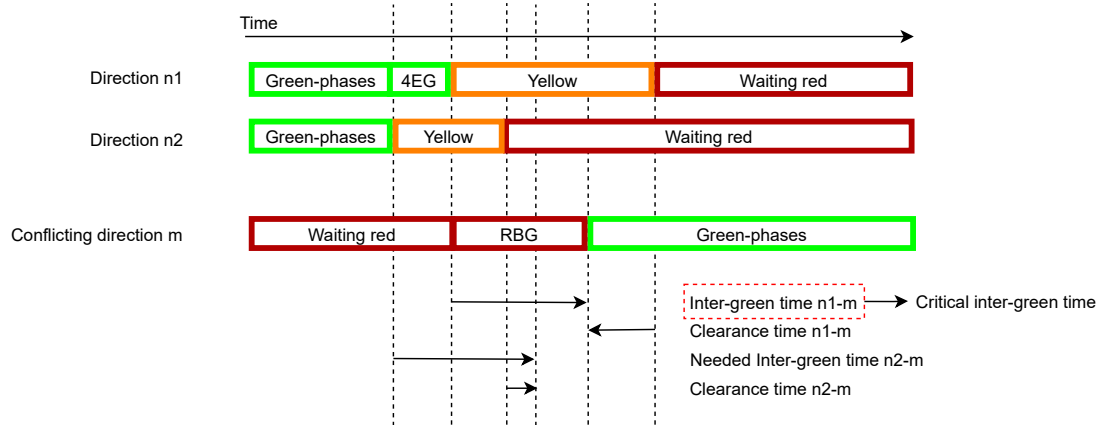 Time
Direction n1
Green-phases 4EG Yellow Waiting red
Direction n2
Green-phases Yellow Waiting red
Conflicting direction m
Waiting red RBG Green-phases
Inter-green time n1-m Critical inter-green time
Clearance time n1-m
Needed Inter-green time n2-m
Clearance time n2-m